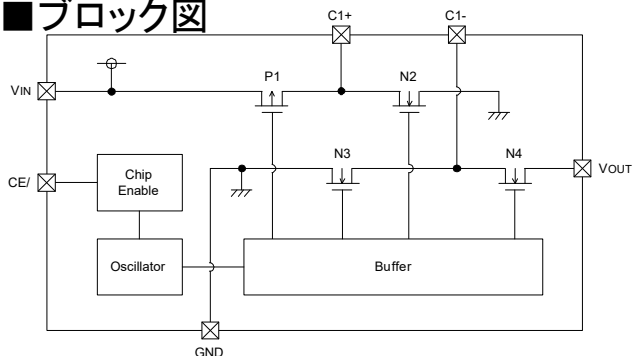 ■ブロック図
C1+
C1-
VIN
P1
N2
CE/
Chip
Enable
N3
N4
VOUT
Oscillator
Buffer
GND